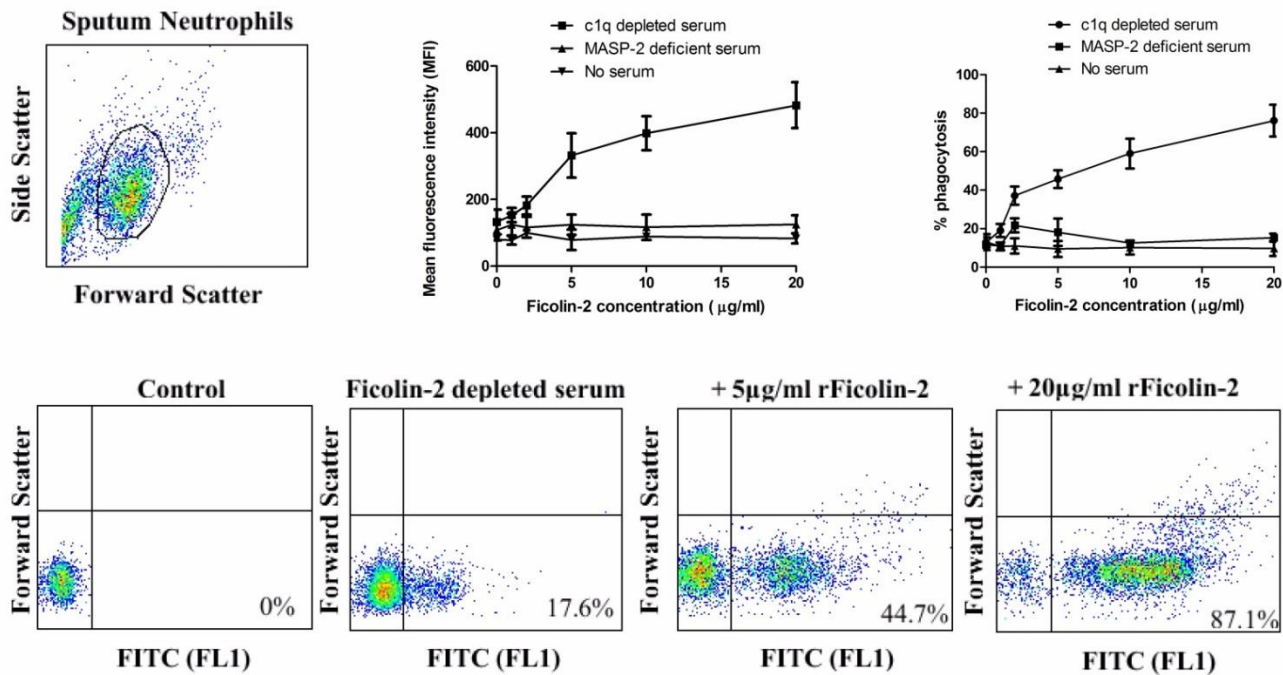 Sputum Neutrophils
Side Scatter
Forward Scatter
c1q depleted serum
MASP-2 deficient serum
No serum
Mean fluorescence intensity (MFI)
600
400
200
0
0 5 10 15 20
Ficolin-2 concentration ( µg/ml)
c1q depleted serum
MASP-2 deficient serum
No serum
% phagocytosis
100
80
60
40
20
0
0 5 10 15 20
Ficolin-2 concentration ( µg/ml)
Control
Forward Scatter
0%
FITC (FL1)
Ficolin-2 depleted serum
Forward Scatter
17.6%
FITC (FL1)
+ 5µg/ml rFicolin-2
Forward Scatter
44.7%
FITC (FL1)
+ 20µg/ml rFicolin-2
Forward Scatter
87.1%
FITC (FL1)